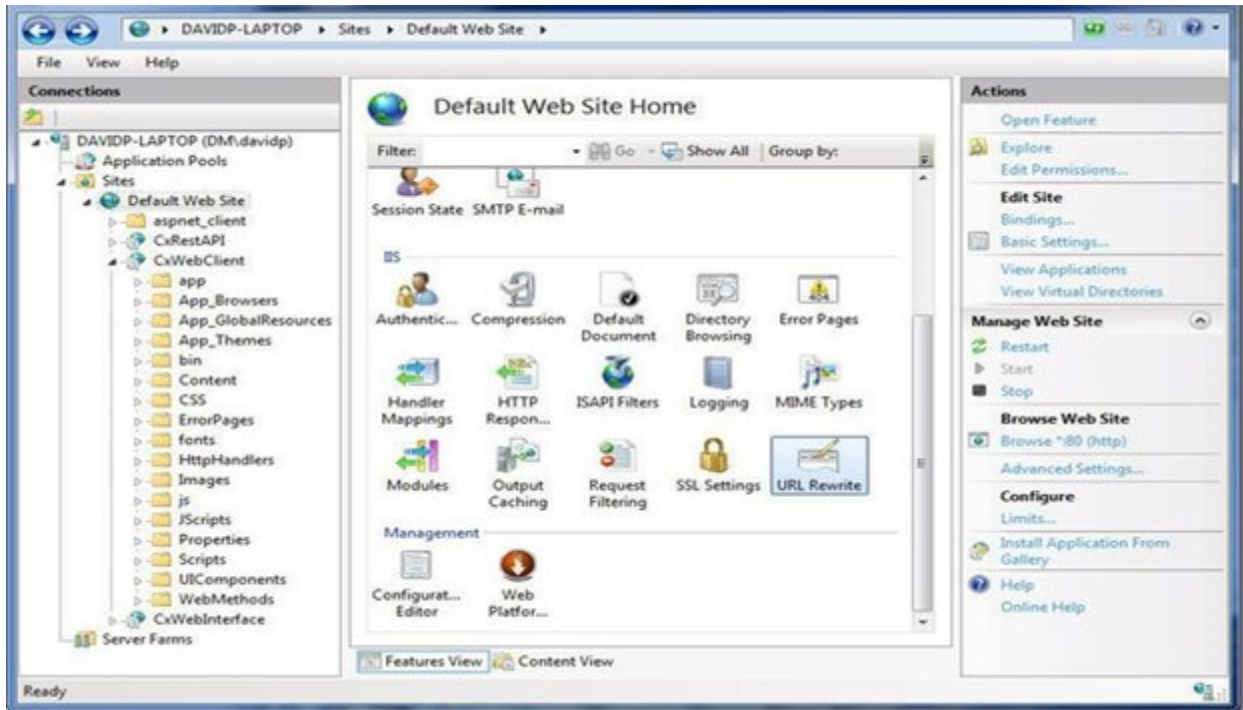 DAVIDP-LAPTOP Sites Default Web Site
File View Help
Connections
DAVIDP-LAPTOP (DM\davidp)
Application Pools
Sites
Default Web Site
aspnet_client
CxRestAPI
CxWebClient
app
App_Browsers
App_GlobalResources
App_Themes
bin
Content
CSS
ErrorPages
fonts
HttpHandlers
Images
js
JScripts
Properties
Scripts
UIComponents
WebMethods
CxWebInterface
Server Farms
Default Web Site Home
Filter: Go Show All Group by:
Session State SMTP E-mail
IIS
Authentic... Compression Default Directory Error Pages
Document Browsing
404
Handler HTTP ISAPI Filters Logging MIME Types
Mappings Respon...
Modules Output Request SSL Settings URL Rewrite
Caching Filtering
Management
Configurat... Web
Editor Platfor...
Features View Content View
Actions
Open Feature
Explore
Edit Permissions...
Edit Site
Bindings...
Basic Settings...
View Applications
View Virtual Directories
Manage Web Site
Restart
Start
Stop
Browse Web Site
Browse *:80 (http)
Advanced Settings...
Configure
Limits...
Install Application From
Gallery
Help
Online Help
Ready